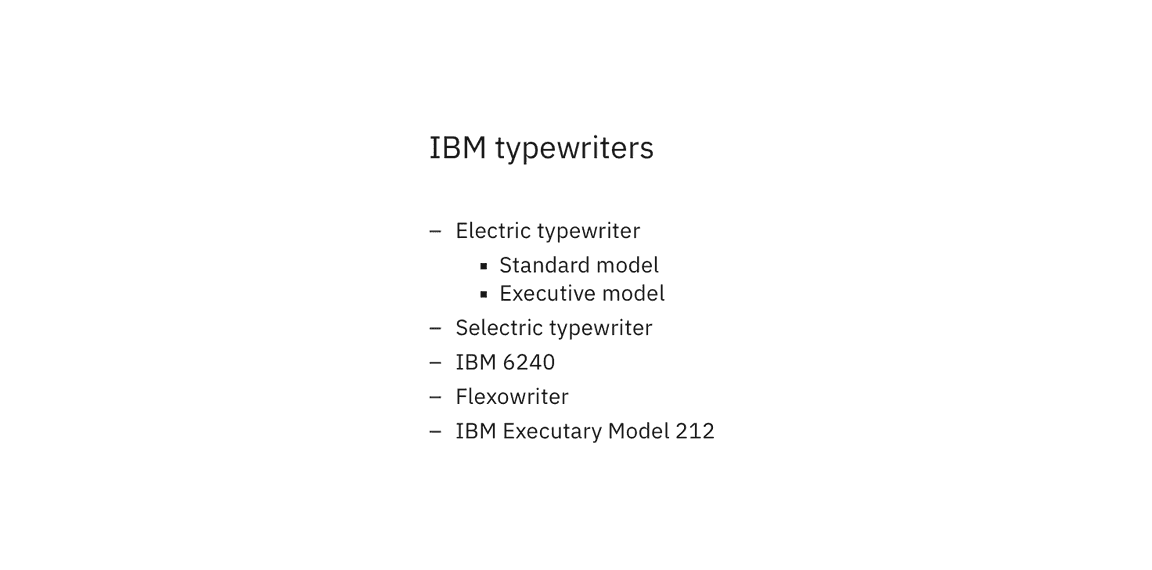 IBM typewriters
– Electric typewriter
▪ Standard model
▪ Executive model
– Selectric typewriter
– IBM 6240
– Flexowriter
– IBM Executary Model 212